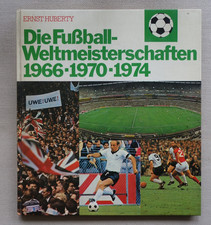 ERNST HUBERTY
Die Fußball-
Weltmeisterschaften
1966·1970·1974
UWE UWE